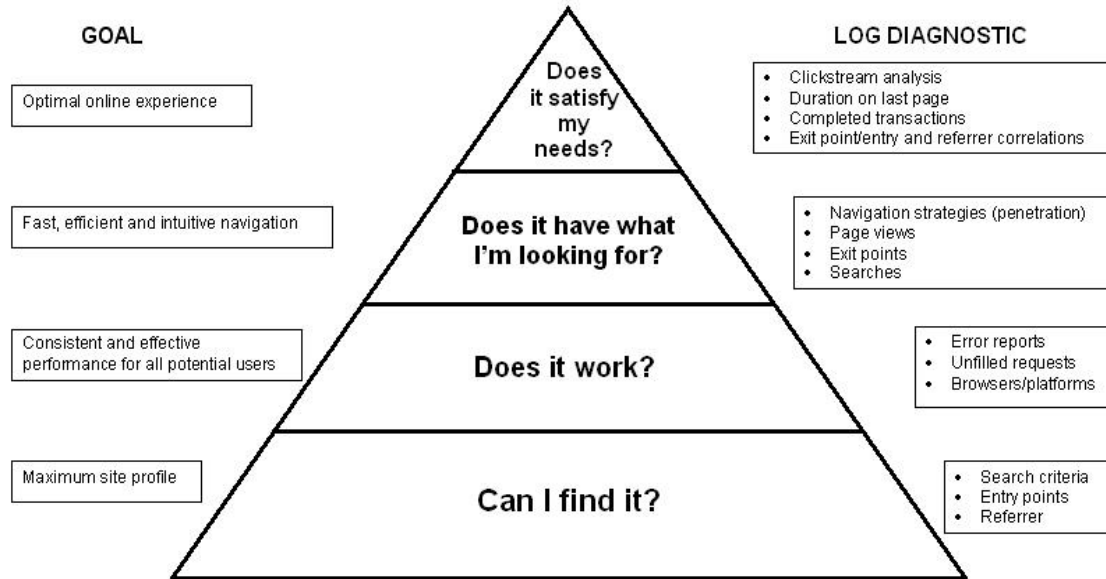 GOAL
LOG DIAGNOSTIC
Does
it satisfy
my
needs?
Optimal online experience
• Clickstream analysis
• Duration on last page
• Completed transactions
• Exit point/entry and referrer correlations
Fast, efficient and intuitive navigation
Does it have what
I'm looking for?
• Navigation strategies (penetration)
• Page views
• Exit points
• Searches
Consistent and effective
performance for all potential users
Does it work?
• Error reports
• Unfilled requests
• Browsers/platforms
Maximum site profile
Can I find it?
• Search criteria
• Entry points
• Referrer